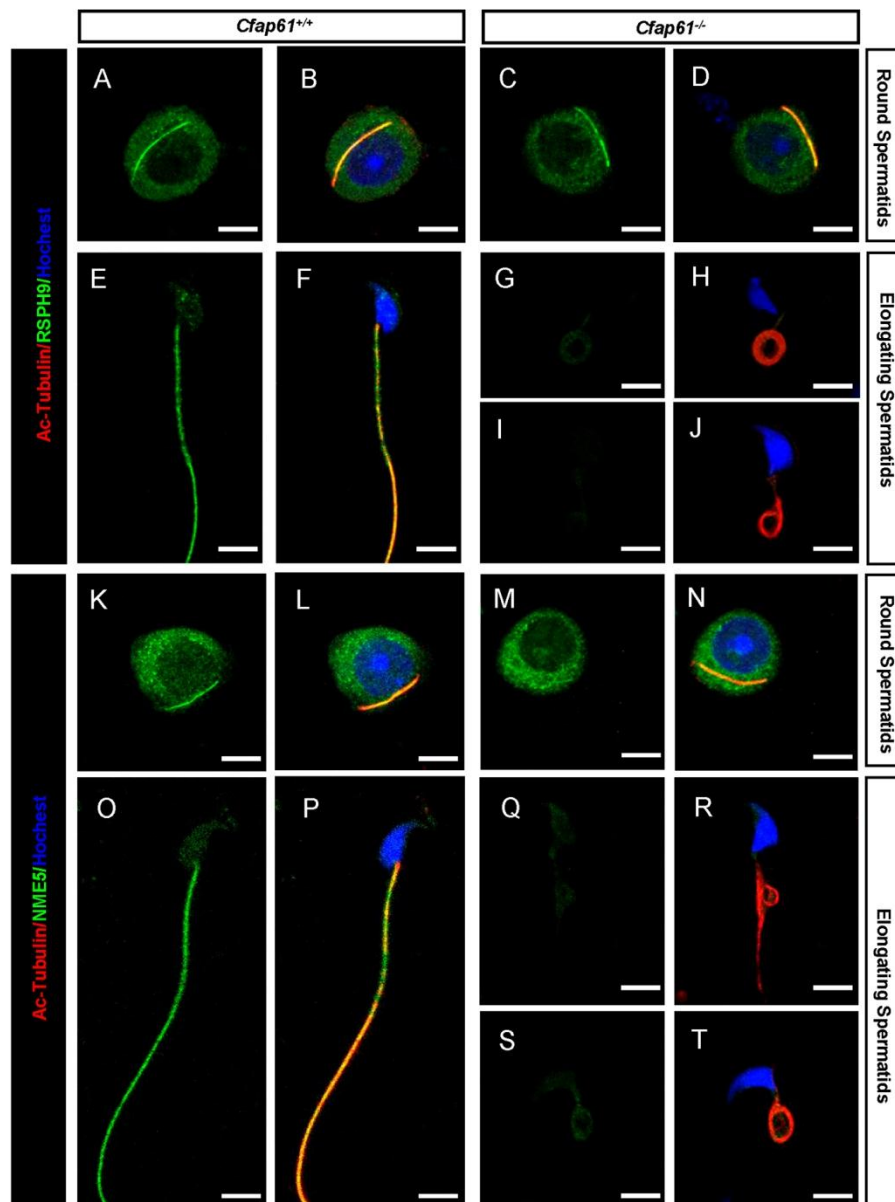 Cfap61+/+
Cfap61-/-
Ac-Tubulin/RSPH9/Hochest
A
B
C
D
Round Spermatids
E
F
G
H
I
J
Elongating Spermatids
Ac-Tubulin/NME5/Hochest
K
L
M
N
Round Spermatids
O
P
Q
R
S
T
Elongating Spermatids